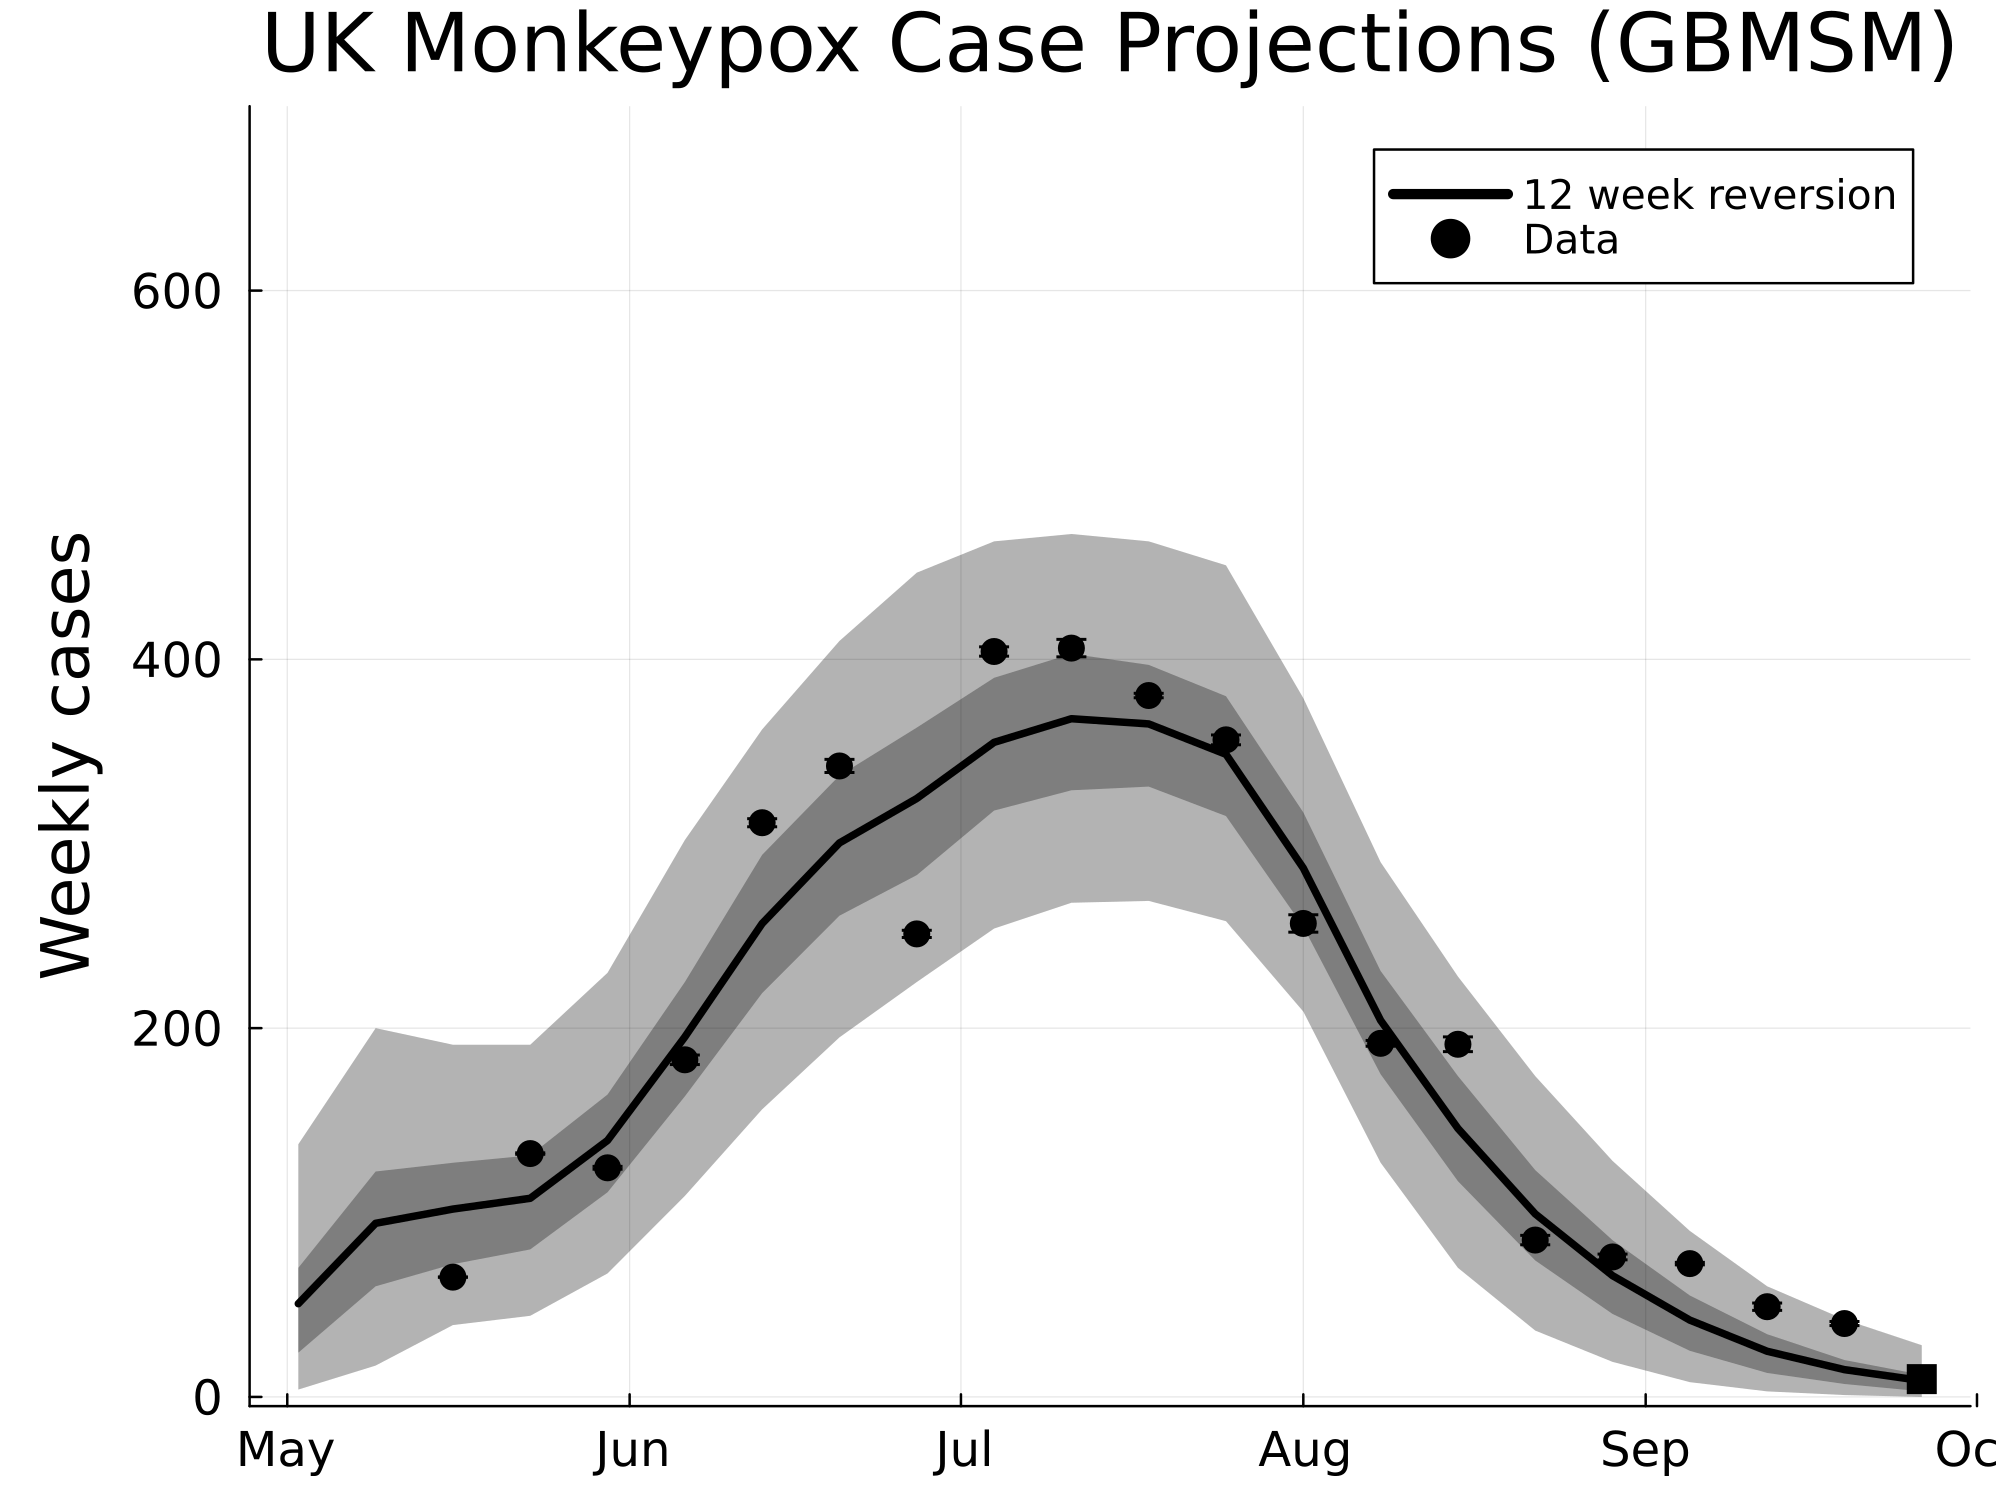 UK Monkeypox Case Projections (GBMSM)
12 week reversion
Data
Weekly cases
600
400
200
0
May Jun Jul Aug Sep Oc